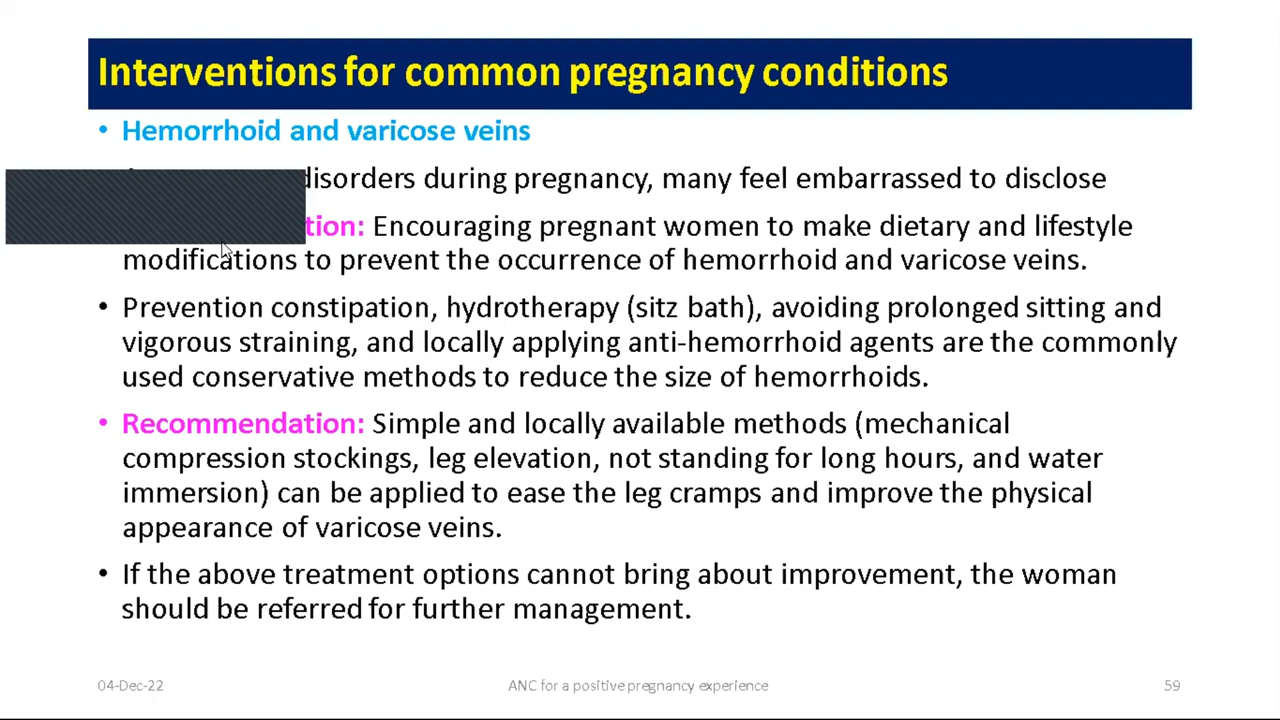 Interventions for common pregnancy conditions
• Hemorrhoid and varicose veins
disorders during pregnancy, many feel embarrassed to disclose
Encouraging pregnant women to make dietary and lifestyle
modifications to prevent the occurrence of hemorrhoid and varicose veins.
• Prevention constipation, hydrotherapy (sitz bath), avoiding prolonged sitting and
vigorous straining, and locally applying anti-hemorrhoid agents are the commonly
used conservative methods to reduce the size of hemorrhoids.
• Recommendation: Simple and locally available methods (mechanical
compression stockings, leg elevation, not standing for long hours, and water
immersion) can be applied to ease the leg cramps and improve the physical
appearance of varicose veins.
• If the above treatment options cannot bring about improvement, the woman
should be referred for further management.
04-Dec-22
ANC for a positive pregnancy experience
59